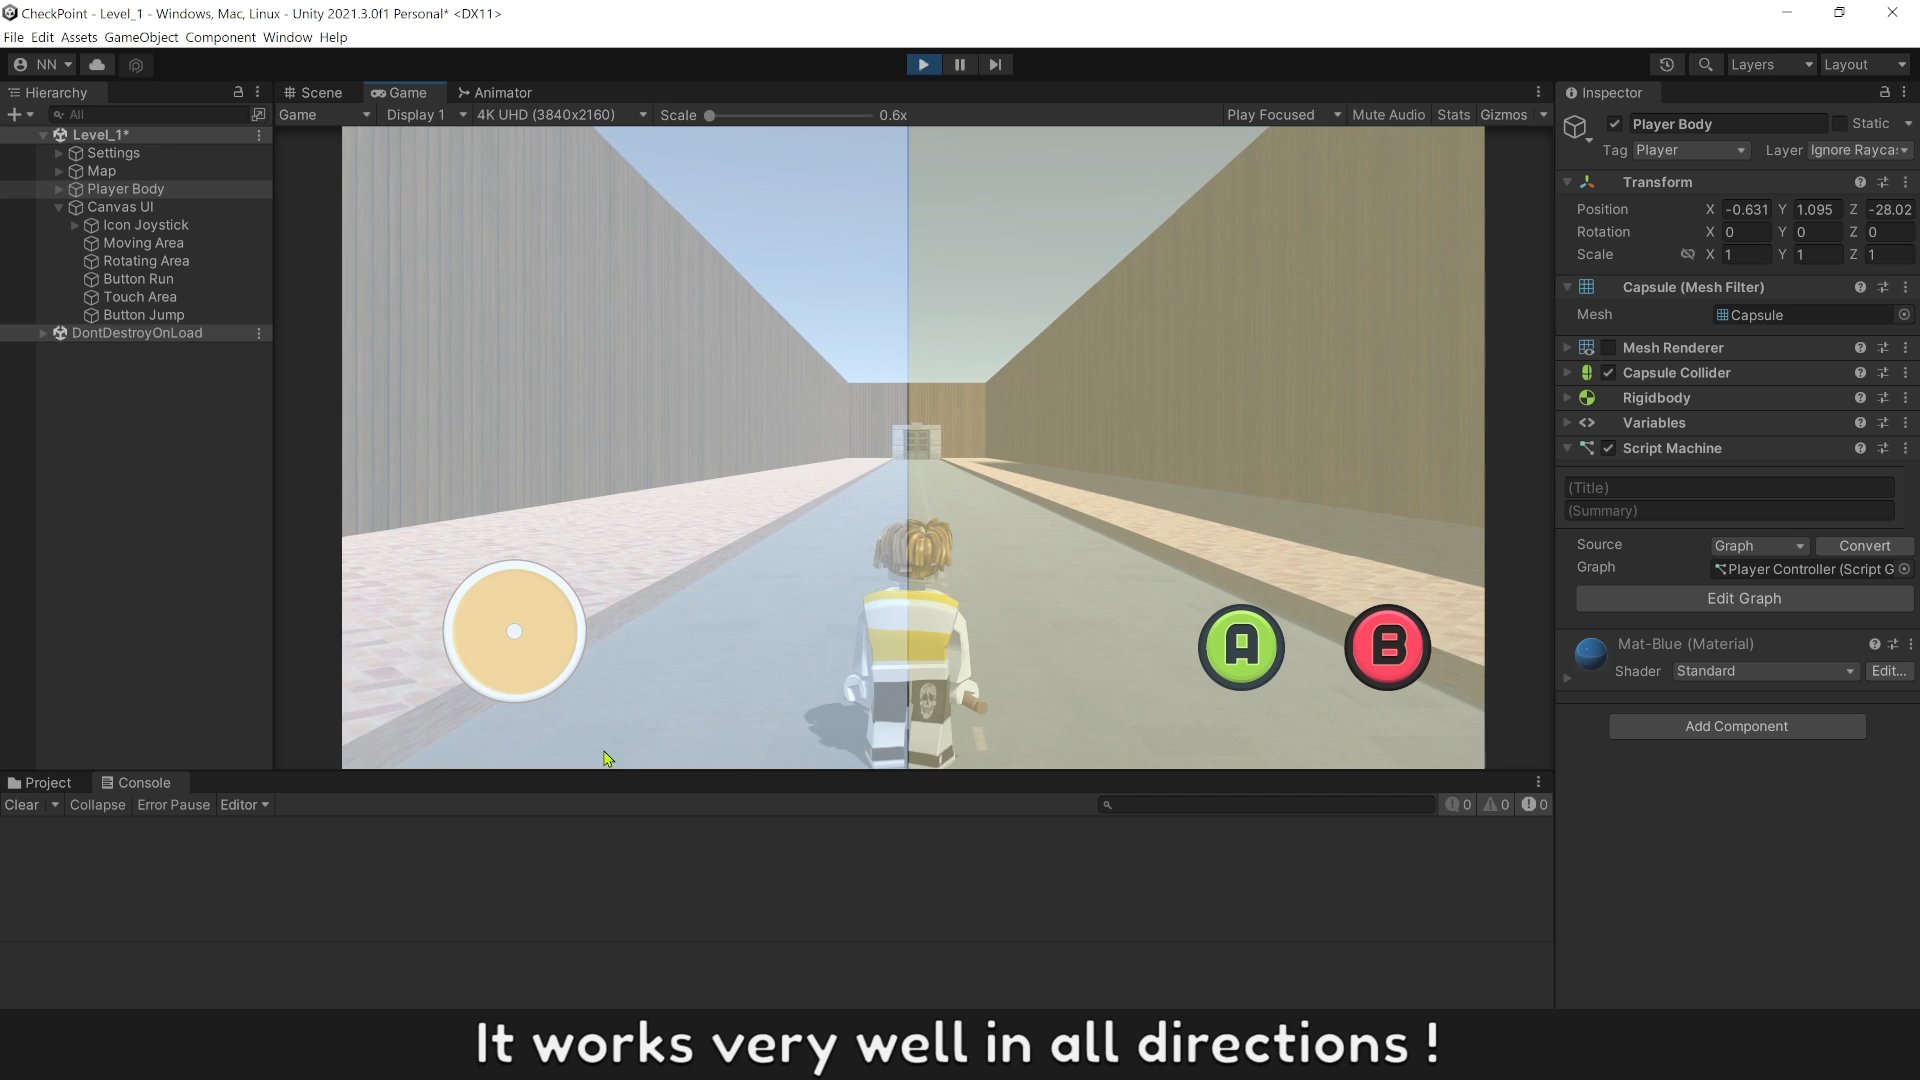 CheckPoint - Level_1 - Windows, Mac, Linux - Unity 2021.3.0f1 Personal* <DX11>
File Edit Assets GameObject Component Window Help
NN
Layers Layout
Hierarchy
All
Level_1*
Settings
Map
Player Body
Canvas UI
Icon Joystick
Moving Area
Rotating Area
Button Run
Touch Area
Button Jump
DontDestroyOnLoad
Scene Game Animator
Game Display 1 4K UHD (3840x2160) Scale 0.6x Play Focused Mute Audio Stats Gizmos
A B
Inspector
Player Body Static
Tag Player Layer Ignore Rayca
Transform
Position X -0.631 Y 1.095 Z -28.02
Rotation X 0 Y 0 Z 0
Scale X 1 Y 1 Z 1
Capsule (Mesh Filter)
Mesh Capsule
Mesh Renderer
Capsule Collider
Rigidbody
Variables
Script Machine
(Title)
(Summary)
Source Graph Convert
Graph Player Controller (Script G
Edit Graph
Mat-Blue (Material)
Shader Standard Edit...
Add Component
Project Console
Clear Collapse Error Pause Editor 0 0 0
It works very well in all directions !